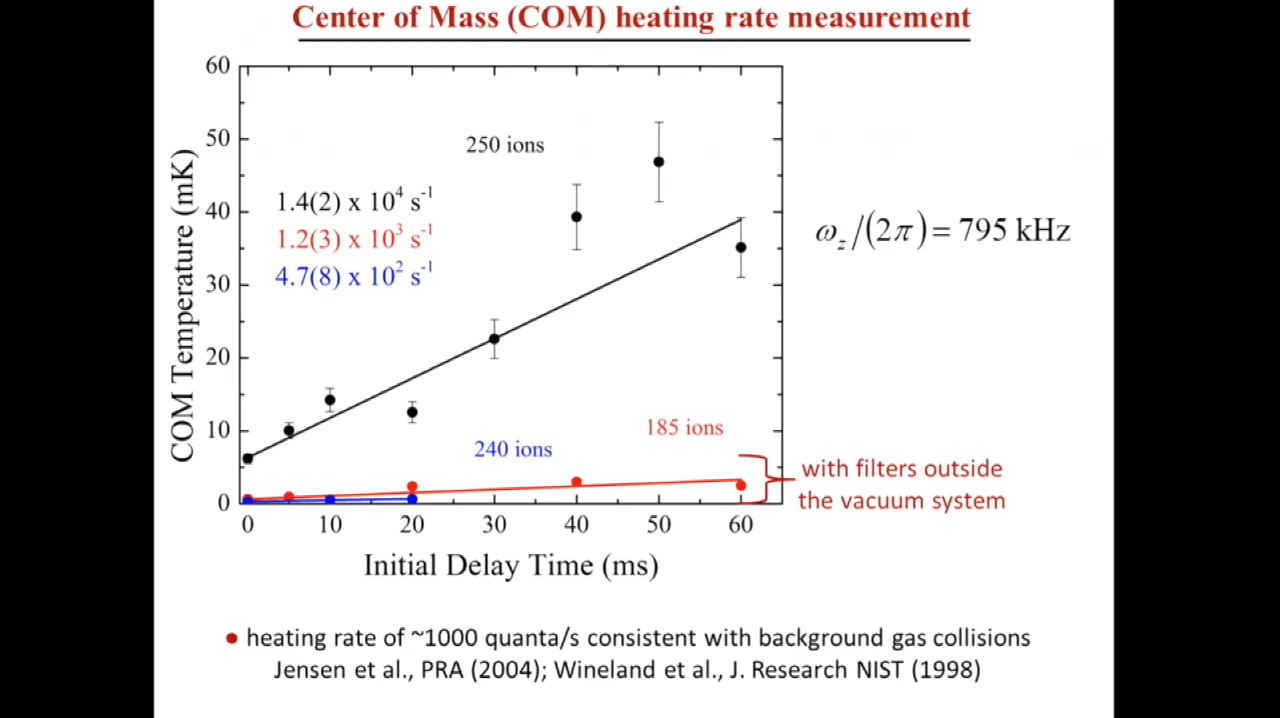 Center of Mass (COM) heating rate measurement
60
50
40
30
20
10
0
COM Temperature (mK)
250 ions
1.4(2) x 10⁴ s⁻¹
1.2(3) x 10³ s⁻¹
4.7(8) x 10² s⁻¹
ω_z/(2π) = 795 kHz
185 ions
240 ions
with filters outside
the vacuum system
0 10 20 30 40 50 60
Initial Delay Time (ms)
• heating rate of ~1000 quanta/s consistent with background gas collisions
Jensen et al., PRA (2004); Wineland et al., J. Research NIST (1998)